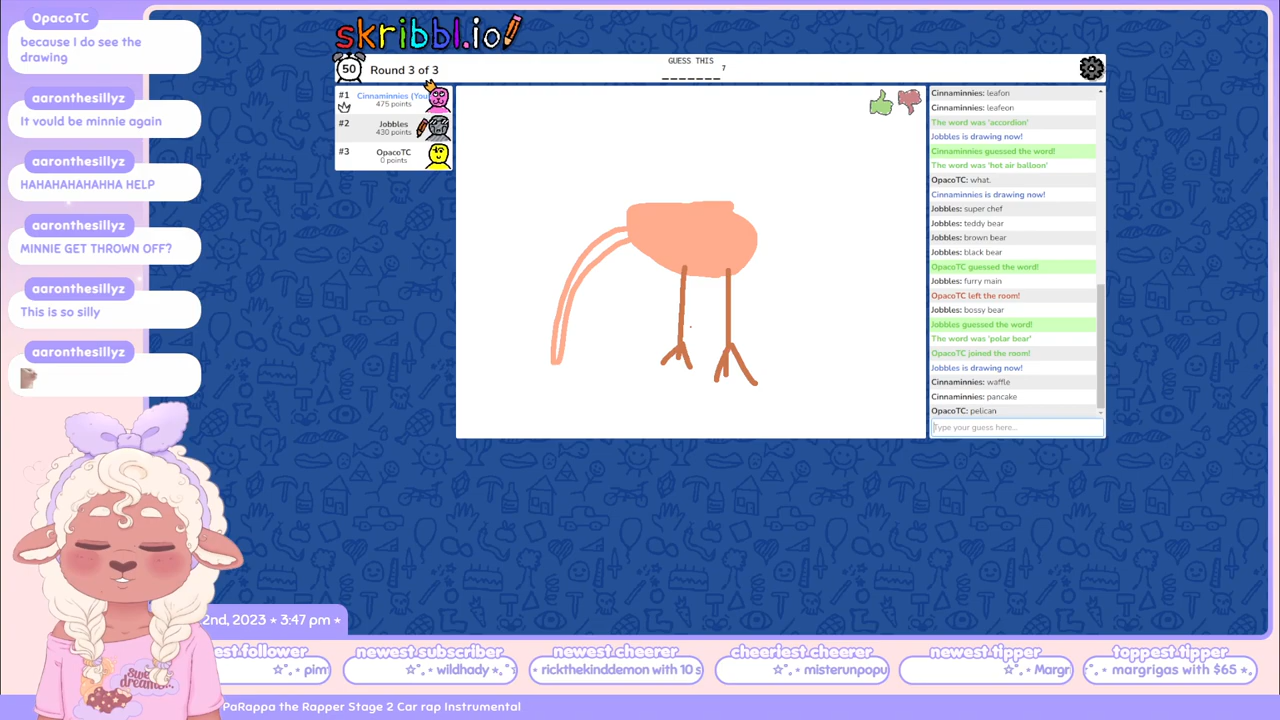 OpacoTC
because I do see the
drawing
aaronthesillyz
It vould be minnie again
aaronthesillyz
HAHAHAHAHAHHA HELP
aaronthesillyz
MINNIE GET THROWN OFF?
aaronthesillyz
This is so silly
aaronthesillyz
skribbl.io
50
Round 3 of 3
GUESS THIS
_______ 7
#1
Cinnaminnies (You
475 points
#2
Jobbles
430 points
#3
OpacoTC
0 points
Cinnaminnies: leafon
Cinnaminnies: leafeon
The word was 'accordion'
Jobbles is drawing now!
Cinnaminnies guessed the word!
The word was 'hot air balloon'
OpacoTC: what.
Cinnaminnies is drawing now!
Jobbles: super chef
Jobbles: teddy bear
Jobbles: brown bear
Jobbles: black bear
OpacoTC guessed the word!
Jobbles: furry main
OpacoTC left the room!
Jobbles: bossy bear
Jobbles guessed the word!
The word was 'polar bear'
OpacoTC joined the room!
Jobbles is drawing now!
Cinnaminnies: waffle
Cinnaminnies: pancake
OpacoTC: pelican
Type your guess here...
2nd, 2023 ⋆ 3:47 pm ⋆
est follower
pim
newest subscriber
wildhady
newest cheerer
rickthekinddemon with 10 s
cheeriest cheerer
misterunpopu
newest tipper
Margr
toppest tipper
margrigas with $65
sweet
dreams
PaRappa the Rapper Stage 2 Car rap Instrumental